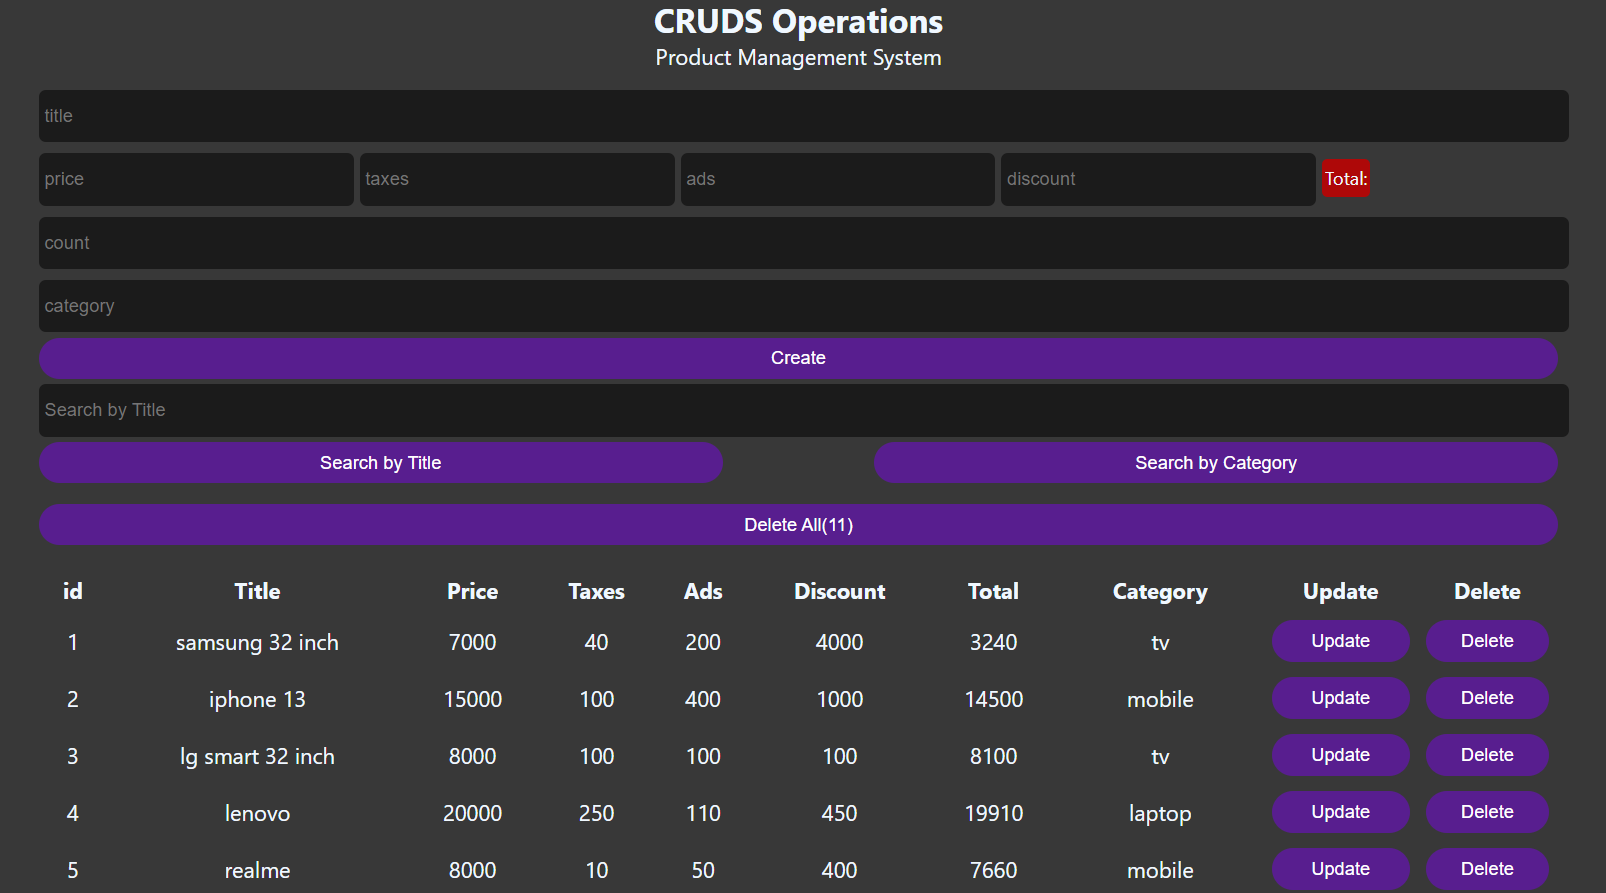 CRUDS Operations
Product Management System
title
price taxes ads discount Total:
count
category
Create
Search by Title
Search by Title Search by Category
Delete All(11)
id Title Price Taxes Ads Discount Total Category Update Delete
1 samsung 32 inch 7000 40 200 4000 3240 tv Update Delete
2 iphone 13 15000 100 400 1000 14500 mobile Update Delete
3 lg smart 32 inch 8000 100 100 100 8100 tv Update Delete
4 lenovo 20000 250 110 450 19910 laptop Update Delete
5 realme 8000 10 50 400 7660 mobile Update Delete